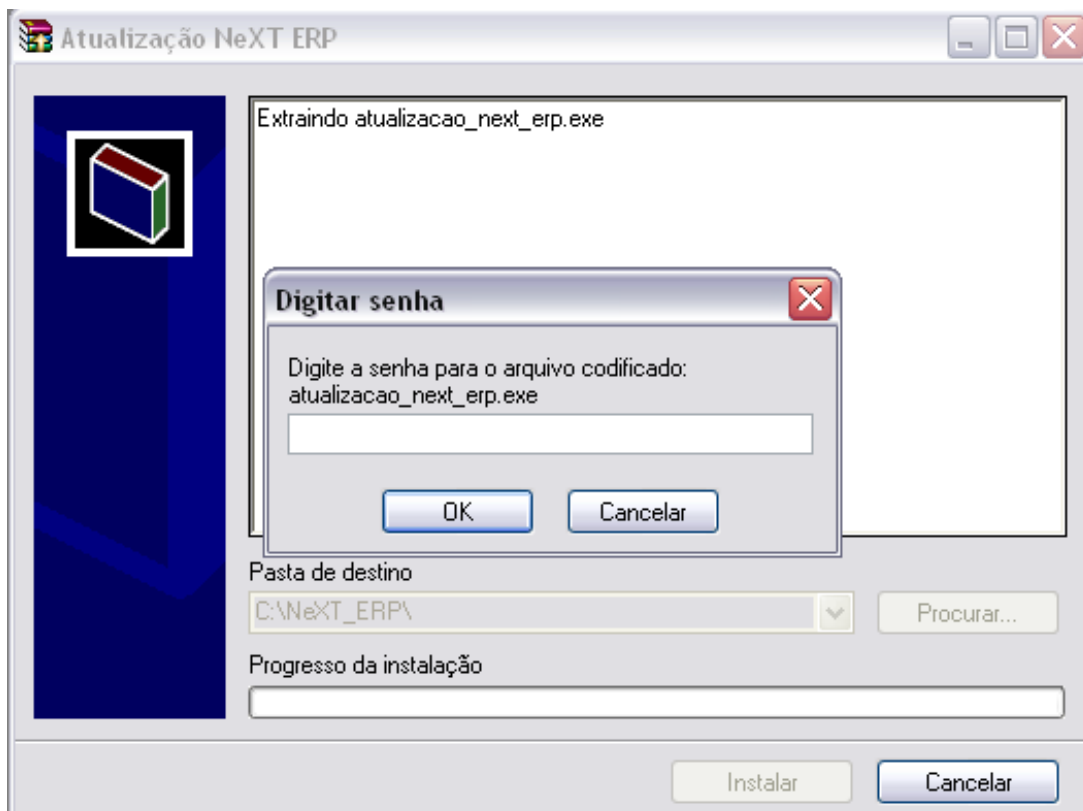 Atualização NeXT ERP
Extraindo atualizacao_next_erp.exe
Digitar senha
Digite a senha para o arquivo codificado:
atualizacao_next_erp.exe
OK
Cancelar
Pasta de destino
C:\NeXT_ERP\
Procurar...
Progresso da instalação
Instalar
Cancelar